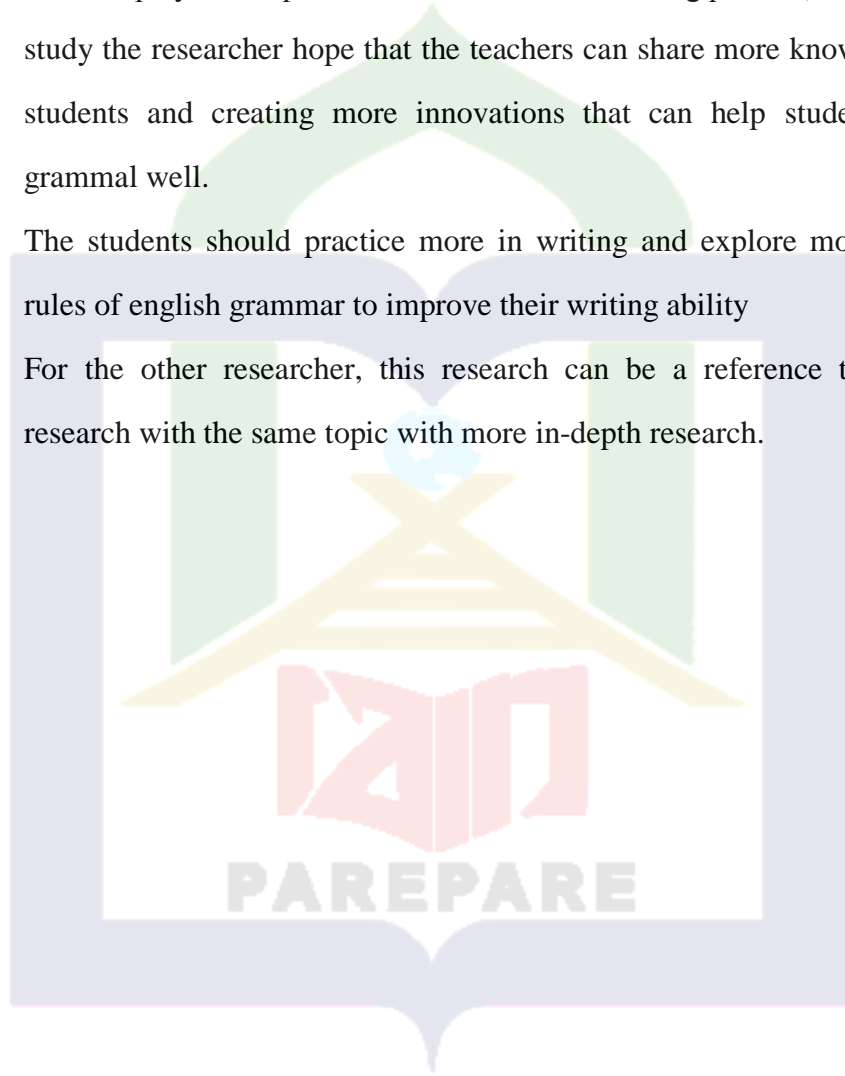 study the researcher hope that the teachers can share more
students and creating more innovations that can help
grammal well.
The students should practice more in writing and explore
rules of english grammar to improve their writing ability
For the other researcher, this research can be a reference
research with the same topic with more in-depth research.
iain
PAREPARE